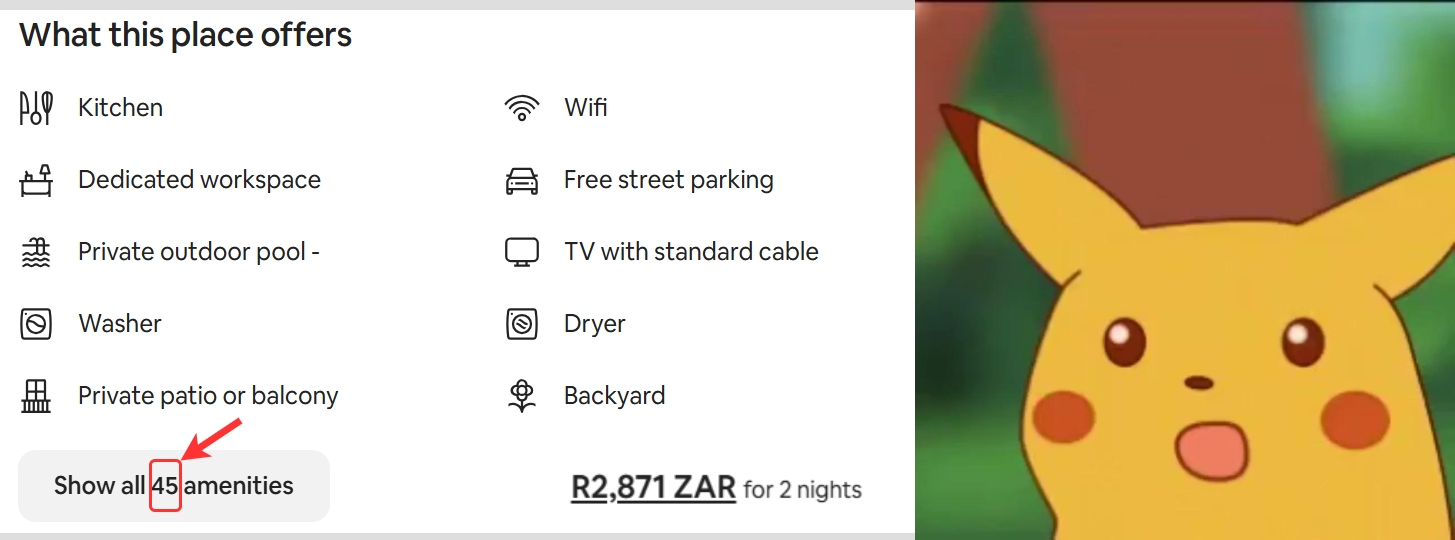 What this place offers
Kitchen
Wifi
Dedicated workspace
Free street parking
Private outdoor pool -
TV with standard cable
Washer
Dryer
Private patio or balcony
Backyard
Show all 45 amenities
R2,871 ZAR for 2 nights